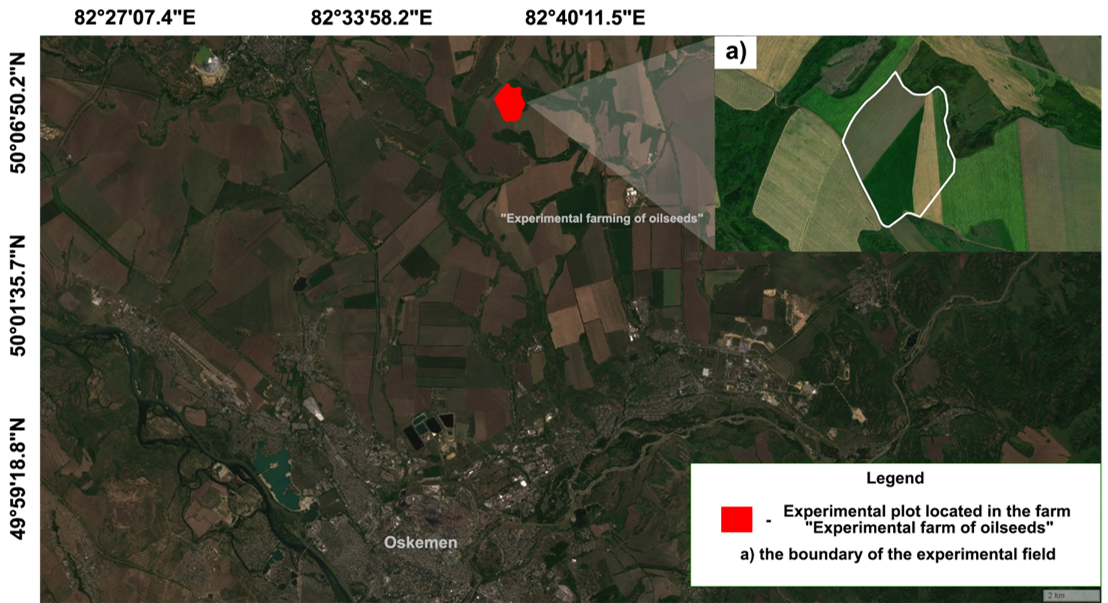 82°27'07.4"E 82°33'58.2"E 82°40'11.5"E
50°06'50.2"N
50°01'35.7"N
49°59'18.8"N
a)
"Experimental farming of oilseeds"
Oskemen
Legend
- Experimental plot located in the farm
"Experimental farm of oilseeds"
a) the boundary of the experimental field
2 km